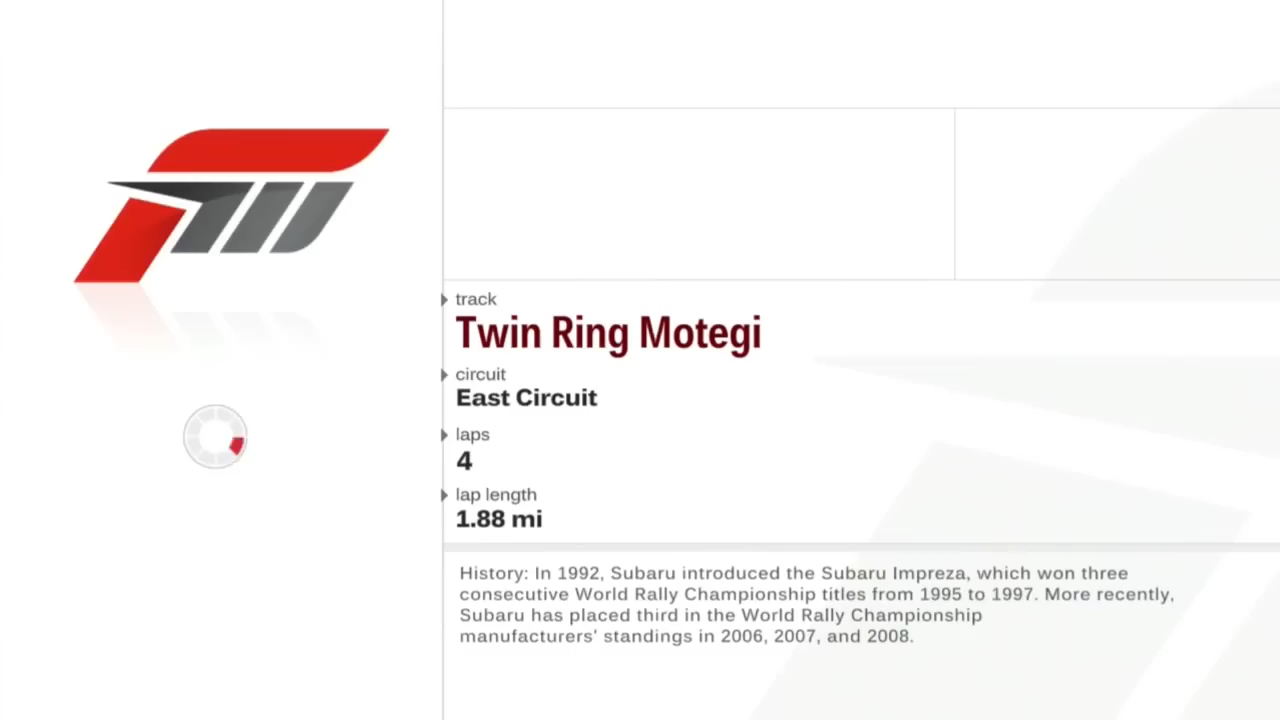 track
Twin Ring Motegi
circuit
East Circuit
laps
4
lap length
1.88 mi
History: In 1992, Subaru introduced the Subaru Impreza, which won three
consecutive World Rally Championship titles from 1995 to 1997. More recently,
Subaru has placed third in the World Rally Championship
manufacturers' standings in 2006, 2007, and 2008.